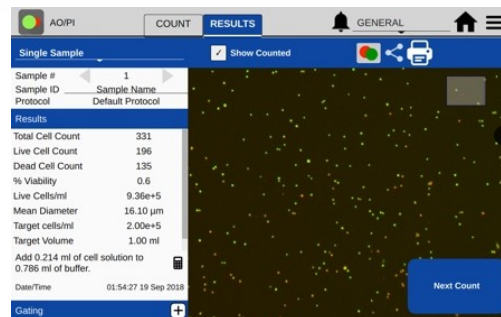 AO/PI COUNT RESULTS GENERAL
Single Sample Show Counted
Sample # 1
Sample ID Sample Name
Protocol Default Protocol
Results
Total Cell Count 331
Live Cell Count 196
Dead Cell Count 135
% Viability 0.6
Live Cells/ml 9.36e+5
Mean Diameter 16.10 µm
Target cells/ml 2.00e+5
Target Volume 1.00 ml
Add 0.214 ml of cell solution to
0.786 ml of buffer.
Date/Time 01:54:27 19 Sep 2018
Next Count
Gating